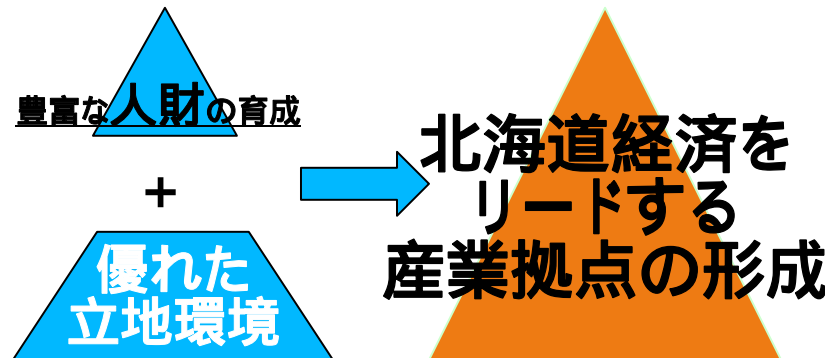 豊富な人財の育成
+
優れた
立地環境
北海道経済を
リードする
産業拠点の形成